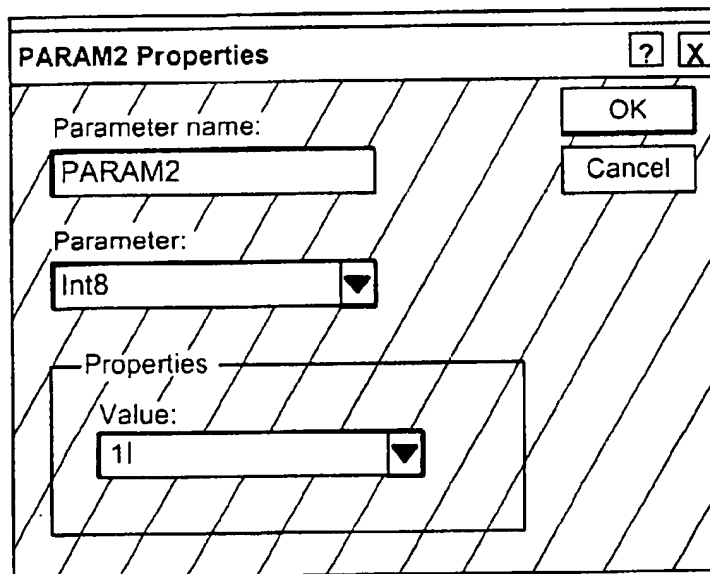 PARAM2 Properties ? X
OK
Parameter name:
PARAM2
Cancel
Parameter:
Int8
Properties
Value:
1|